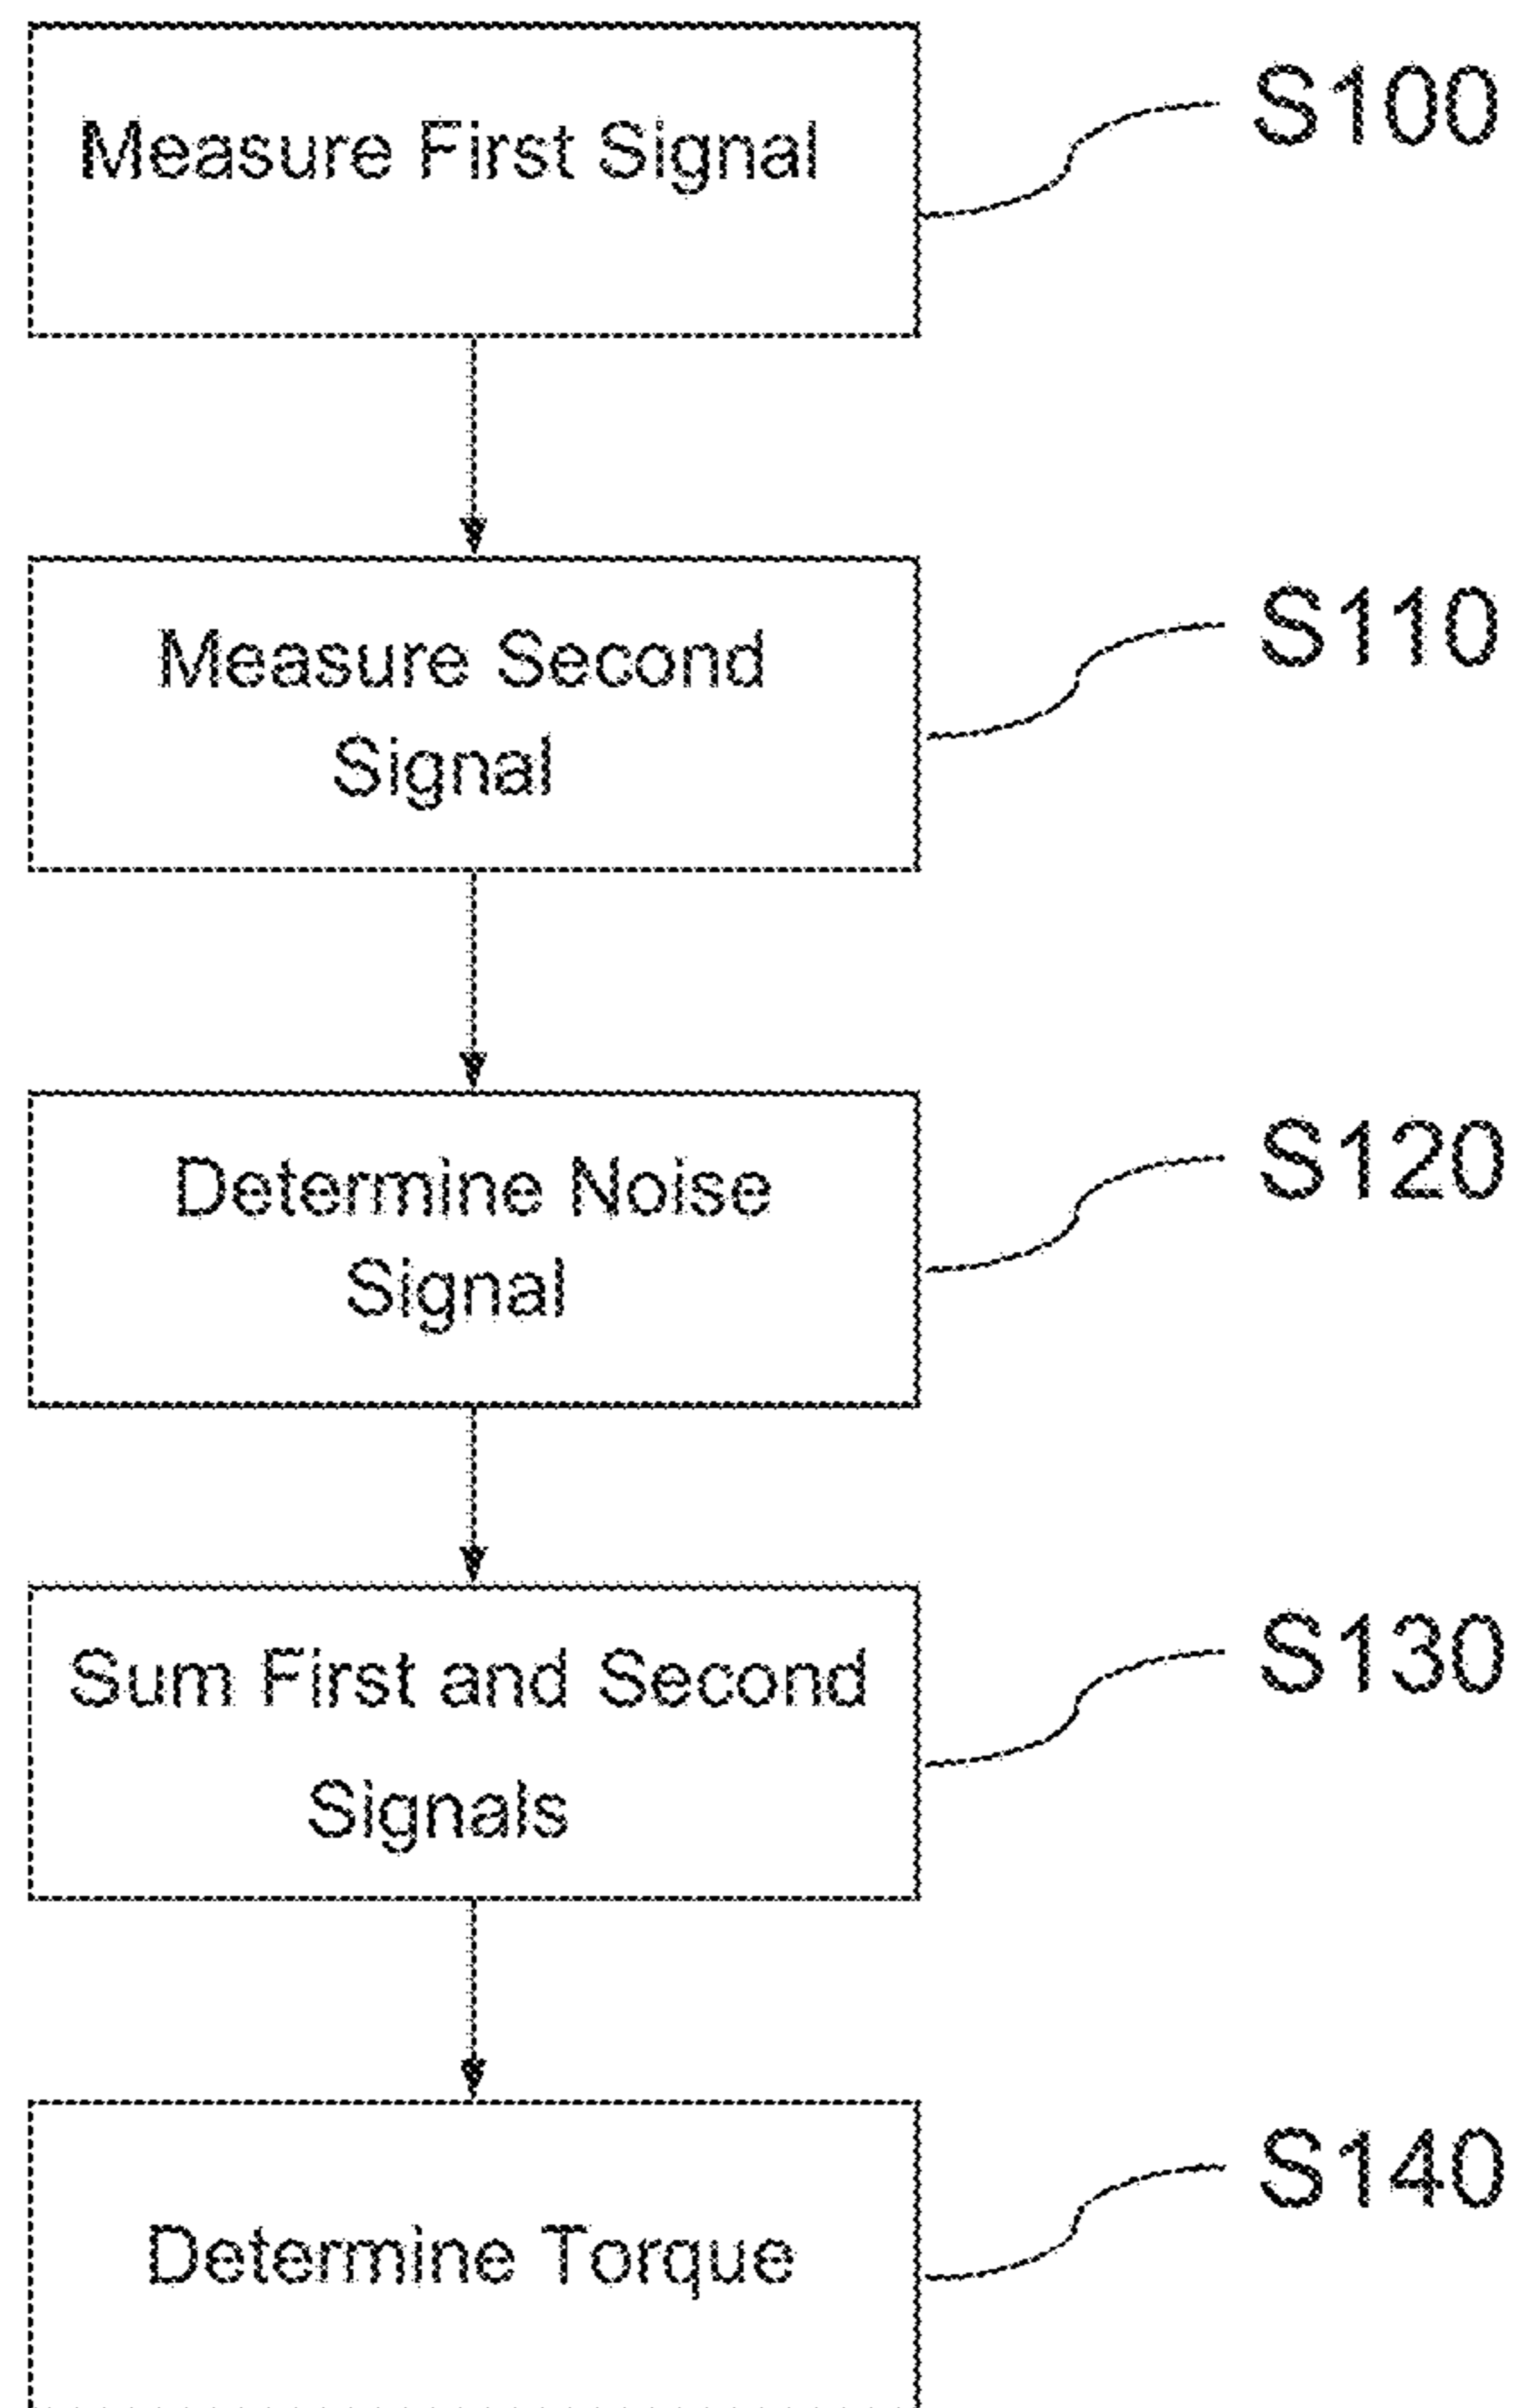 Measure First Signal
S100
Measure Second
Signal
S110
Determine Noise
Signal
S120
Sum First and Second
Signals
S130
Determine Torque
S140